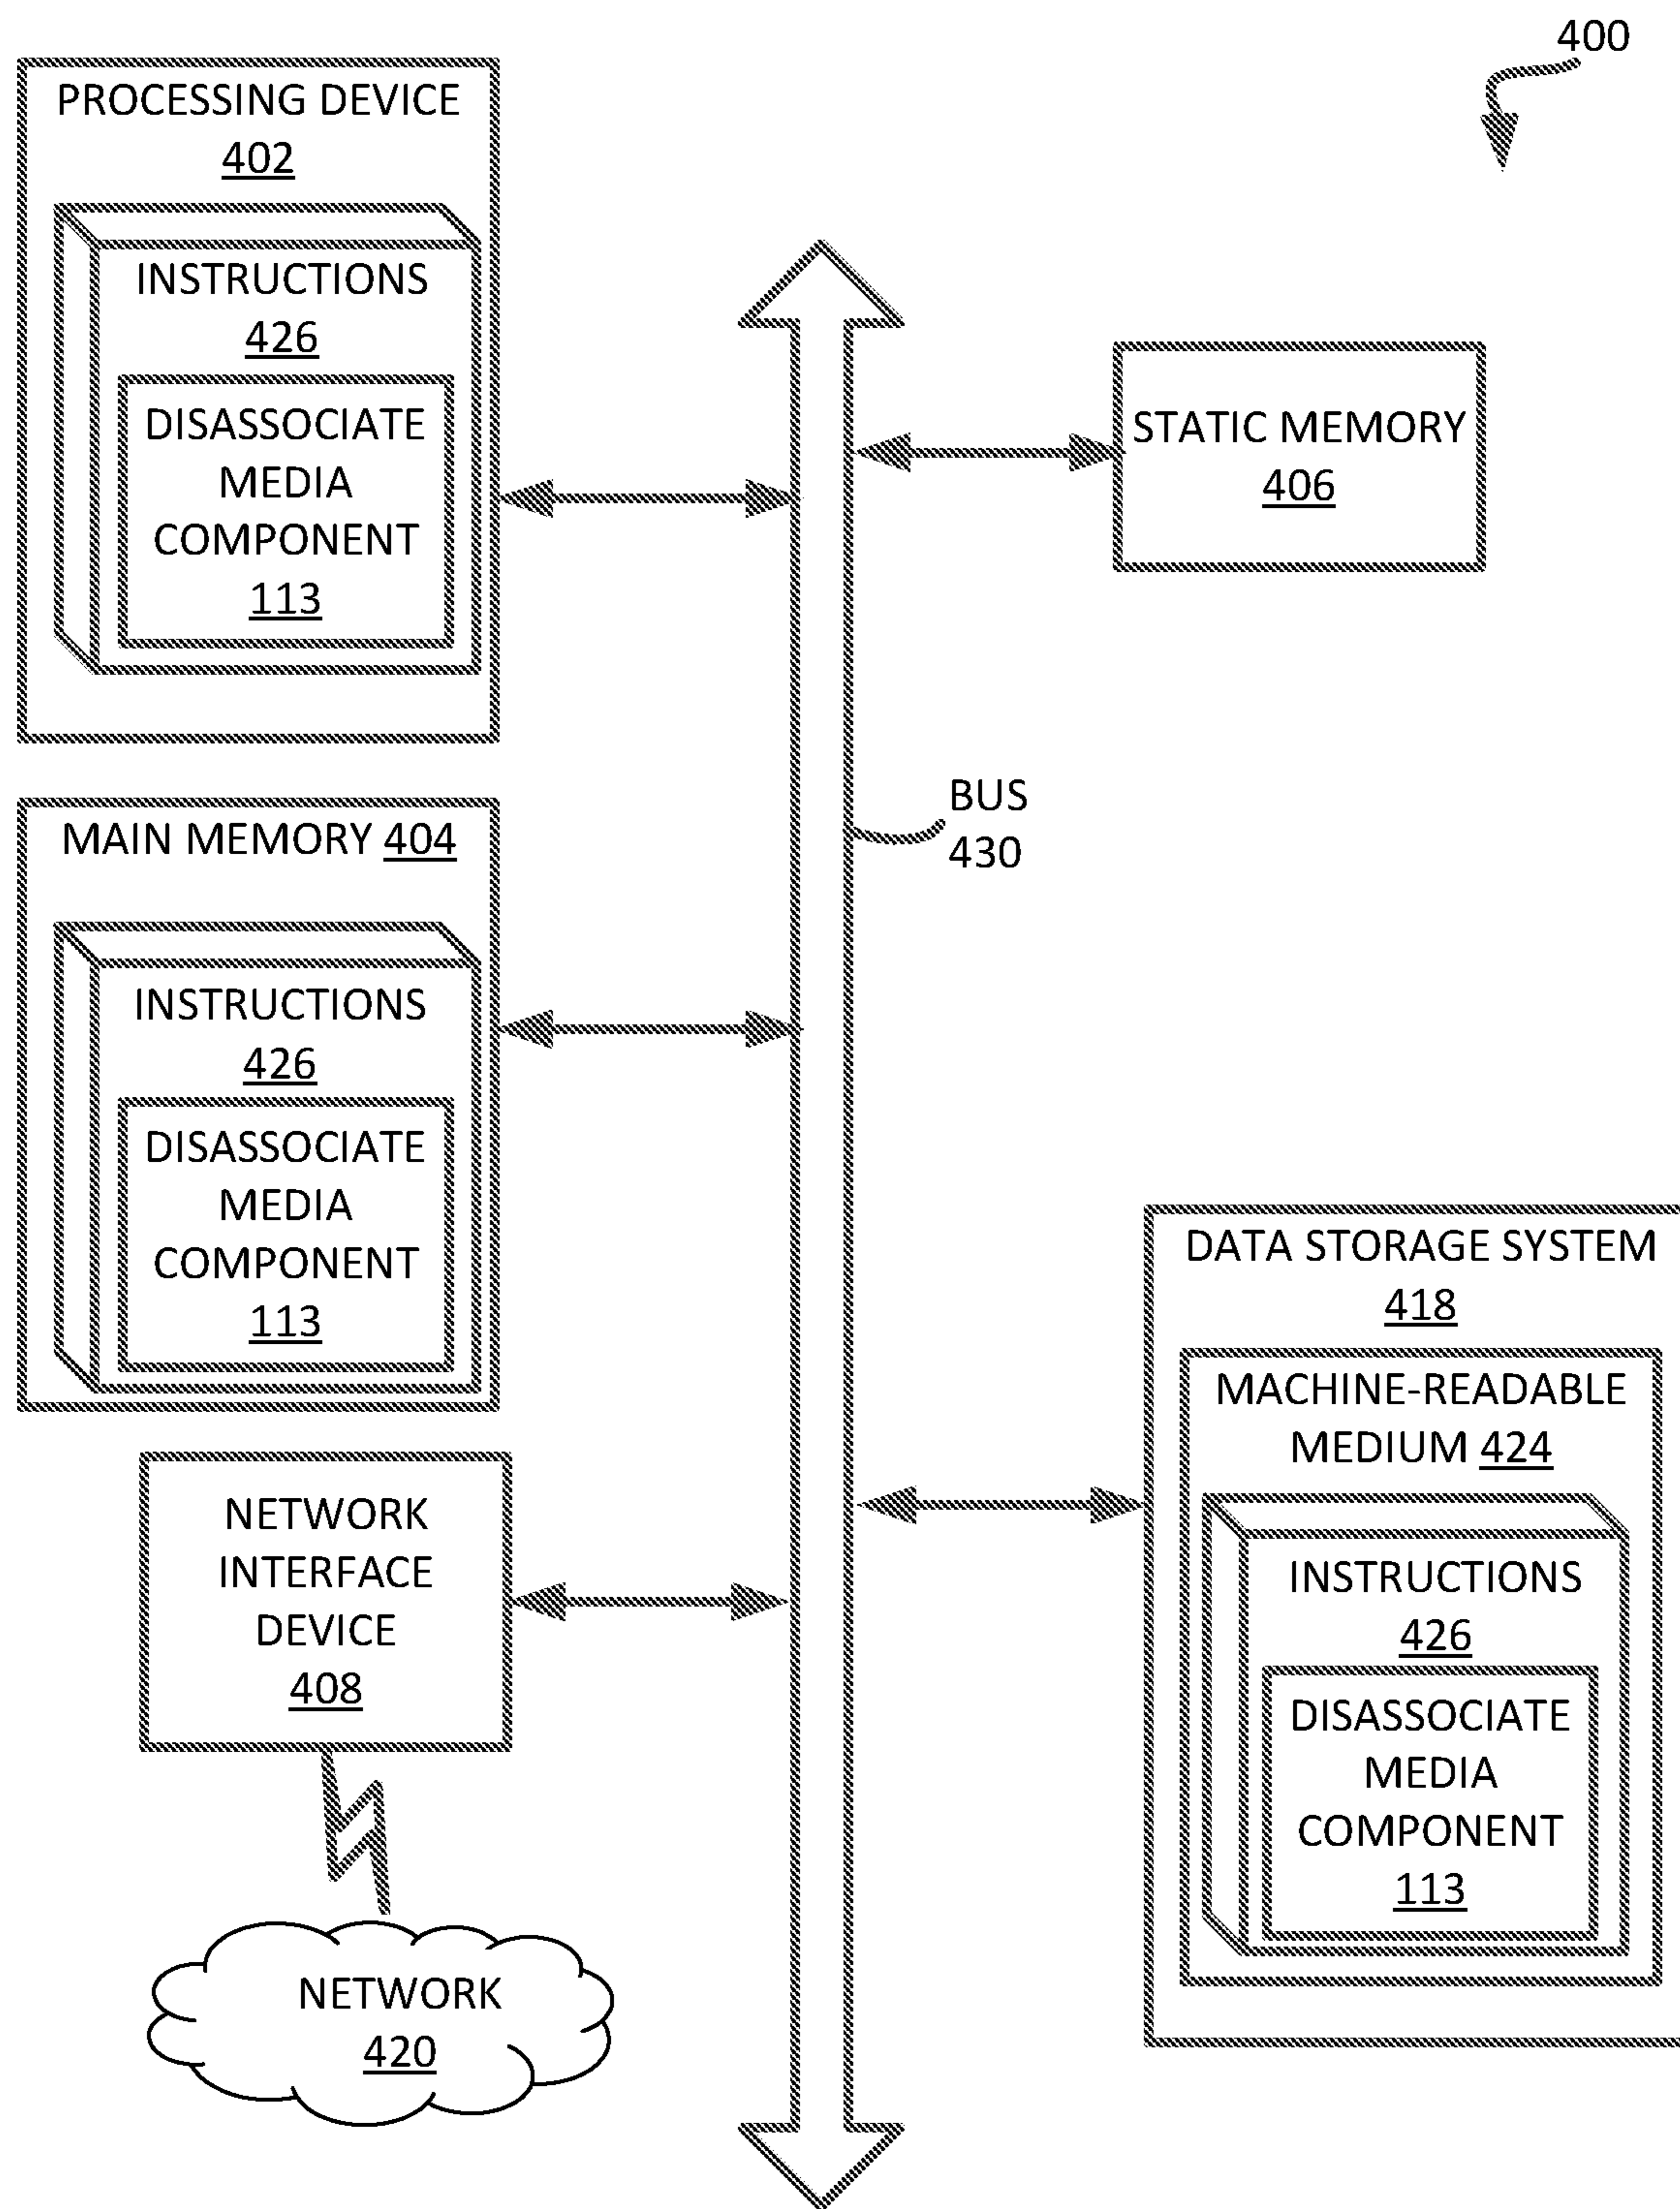 400
PROCESSING DEVICE
402
INSTRUCTIONS
426
DISASSOCIATE
MEDIA
COMPONENT
113
STATIC MEMORY
406
BUS
430
MAIN MEMORY 404
INSTRUCTIONS
426
DISASSOCIATE
MEDIA
COMPONENT
113
DATA STORAGE SYSTEM
418
MACHINE-READABLE
MEDIUM 424
INSTRUCTIONS
426
DISASSOCIATE
MEDIA
COMPONENT
113
NETWORK
INTERFACE
DEVICE
408
NETWORK
420